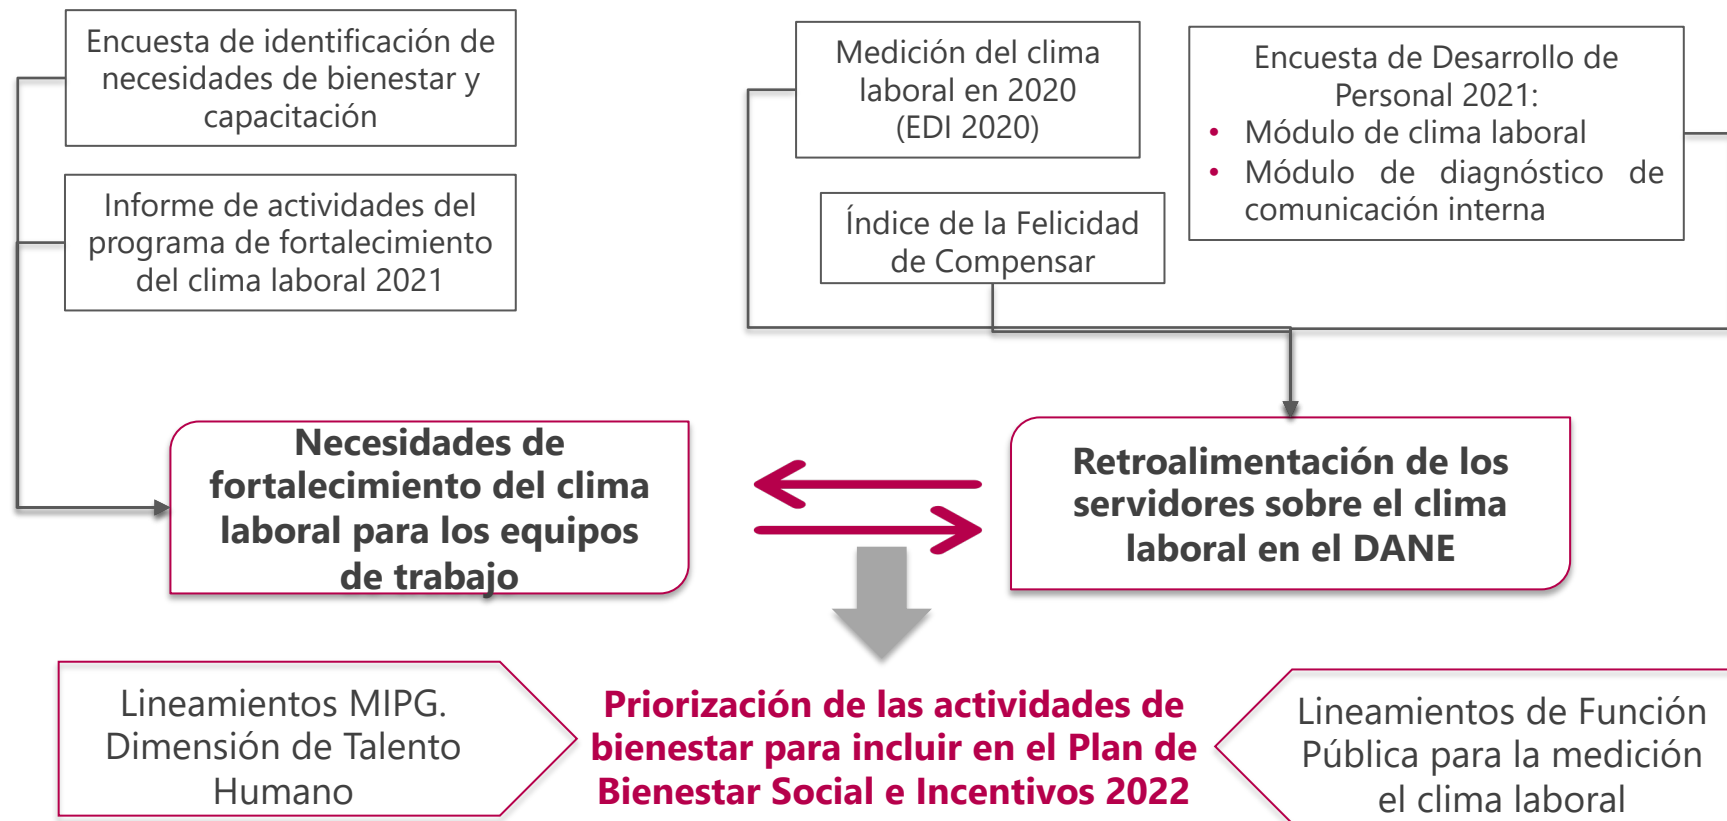 Encuesta de identificación de
necesidades de bienestar y
capacitación
Informe de actividades del
programa de fortalecimiento
del clima laboral 2021
Medición del clima
laboral en 2020
(EDI 2020)
Índice de la Felicidad
de Compensar
Encuesta de Desarrollo de
Personal 2021:
• Módulo de clima laboral
• Módulo de diagnóstico de
comunicación interna
Necesidades de
fortalecimiento del clima
laboral para los equipos
de trabajo
Retroalimentación de los
servidores sobre el clima
laboral en el DANE
Lineamientos MIPG.
Dimensión de Talento
Humano
Priorización de las actividades de
bienestar para incluir en el Plan de
Bienestar Social e Incentivos 2022
Lineamientos de Función
Pública para la medición
el clima laboral